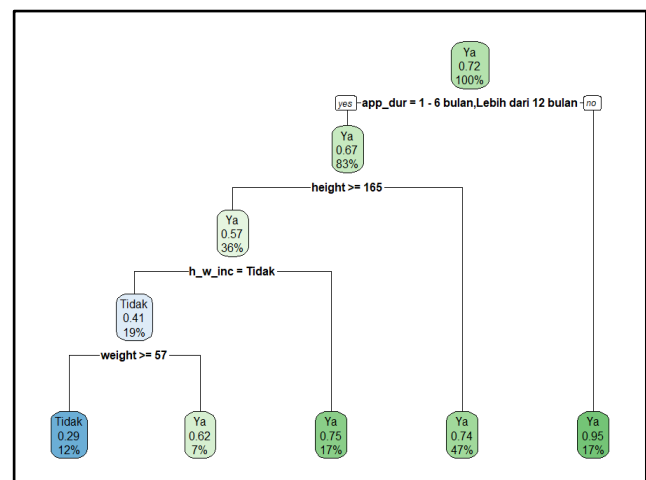 Ya
0.72
100%
yes app_dur = 1 - 6 bulan,Lebih dari 12 bulan no
Ya
0.67
83%
height >= 165
Ya
0.57
36%
h_w_inc = Tidak
Tidak
0.41
19%
weight >= 57
Tidak
0.29
12%
Ya
0.62
7%
Ya
0.75
17%
Ya
0.74
47%
Ya
0.95
17%